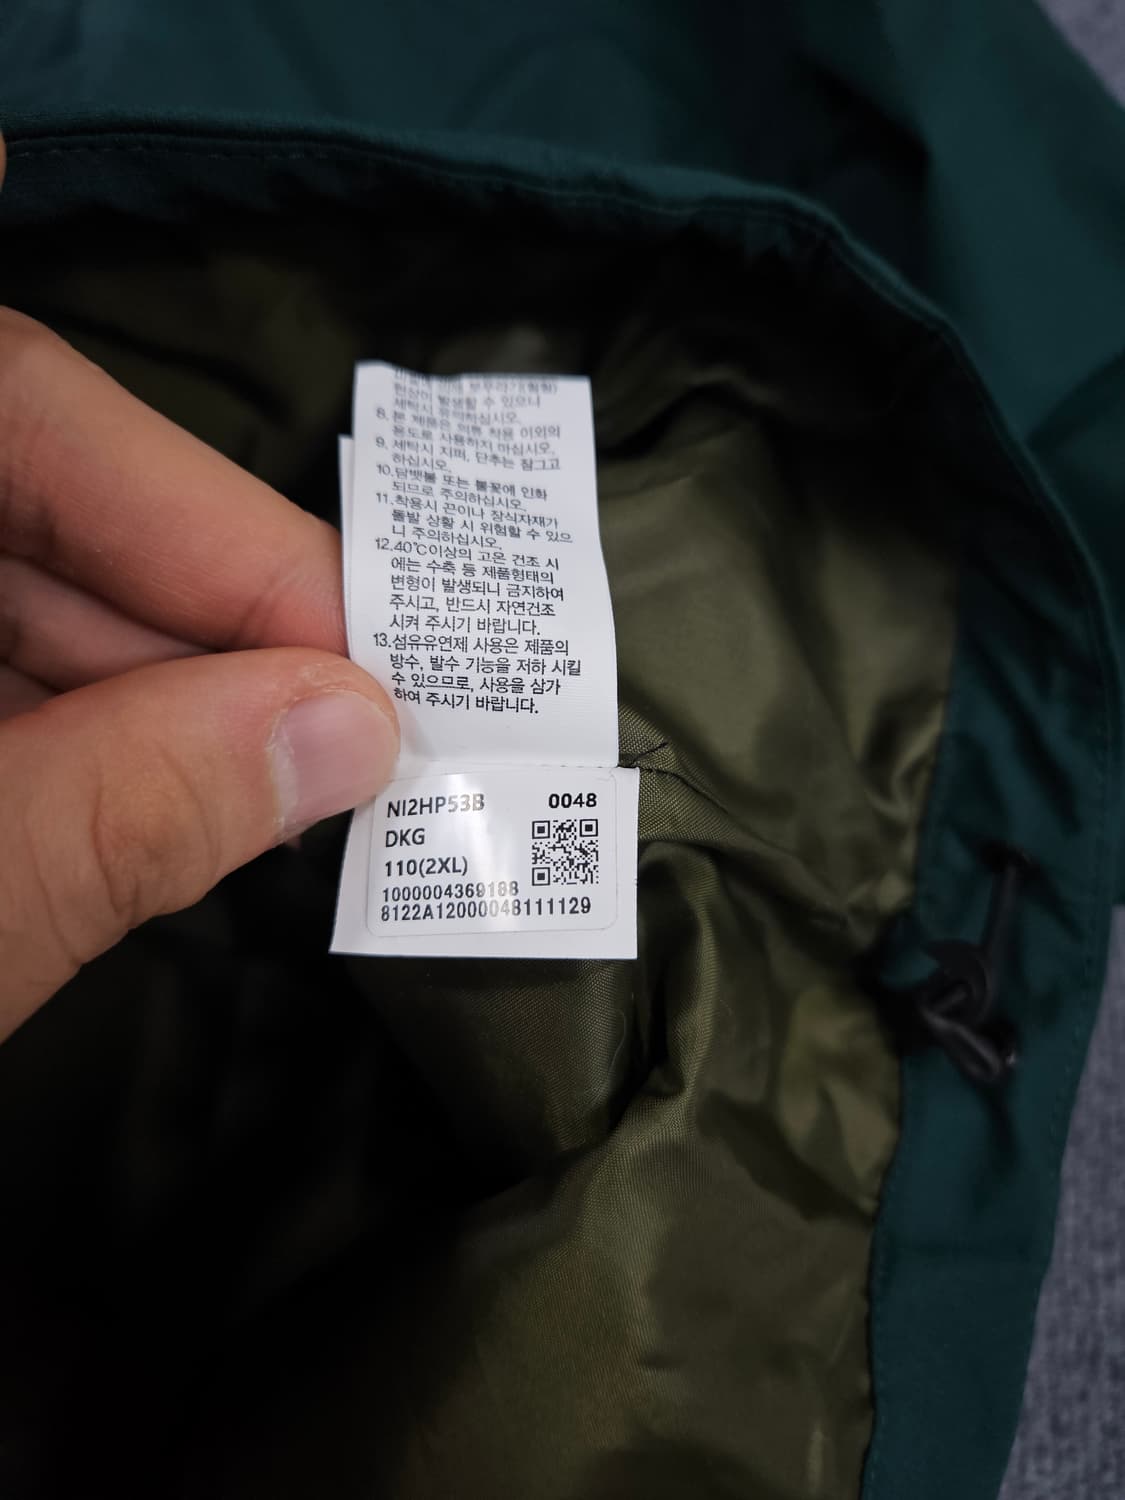 현상이 발생할 수 있으니
세탁시 유의하십시오.
8. 본 제품은 의류 착용 이외의
용도로 사용하지 마십시오.
9. 세탁시 지퍼, 단추는 잠그고
하십시오.
10.담뱃불 또는 불꽃에 인화
되므로 주의하십시오.
11.착용시 끈이나 장식자재가
돌발 상황 시 위험할 수 있으
니 주의하십시오.
12.40℃이상의 고온 건조 시
에는 수축 등 제품형태의
변형이 발생되니 금지하여
주시고, 반드시 자연건조
시켜 주시기 바랍니다.
13.섬유유연제 사용은 제품의
방수, 발수 기능을 저하 시킬
수 있으므로, 사용을 삼가
하여 주시기 바랍니다.
NI2HP53B 0048
DKG
110(2XL)
1000004369188
8122A12000048111129